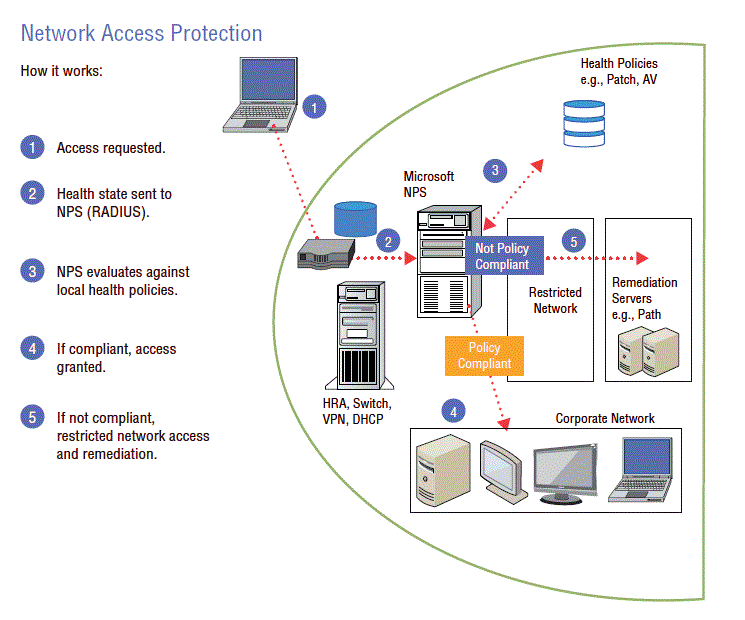 Network Access Protection
How it works:
1 Access requested.
2 Health state sent to
NPS (RADIUS).
3 NPS evaluates against
local health policies.
4 If compliant, access
granted.
5 If not compliant,
restricted network access
and remediation.
1
Health Policies
e.g., Patch, AV
Microsoft
NPS
3
2
Not Policy
Compliant
5
Restricted
Network
Remediation
Servers
e.g., Path
Policy
Compliant
HRA, Switch,
VPN, DHCP
4
Corporate Network